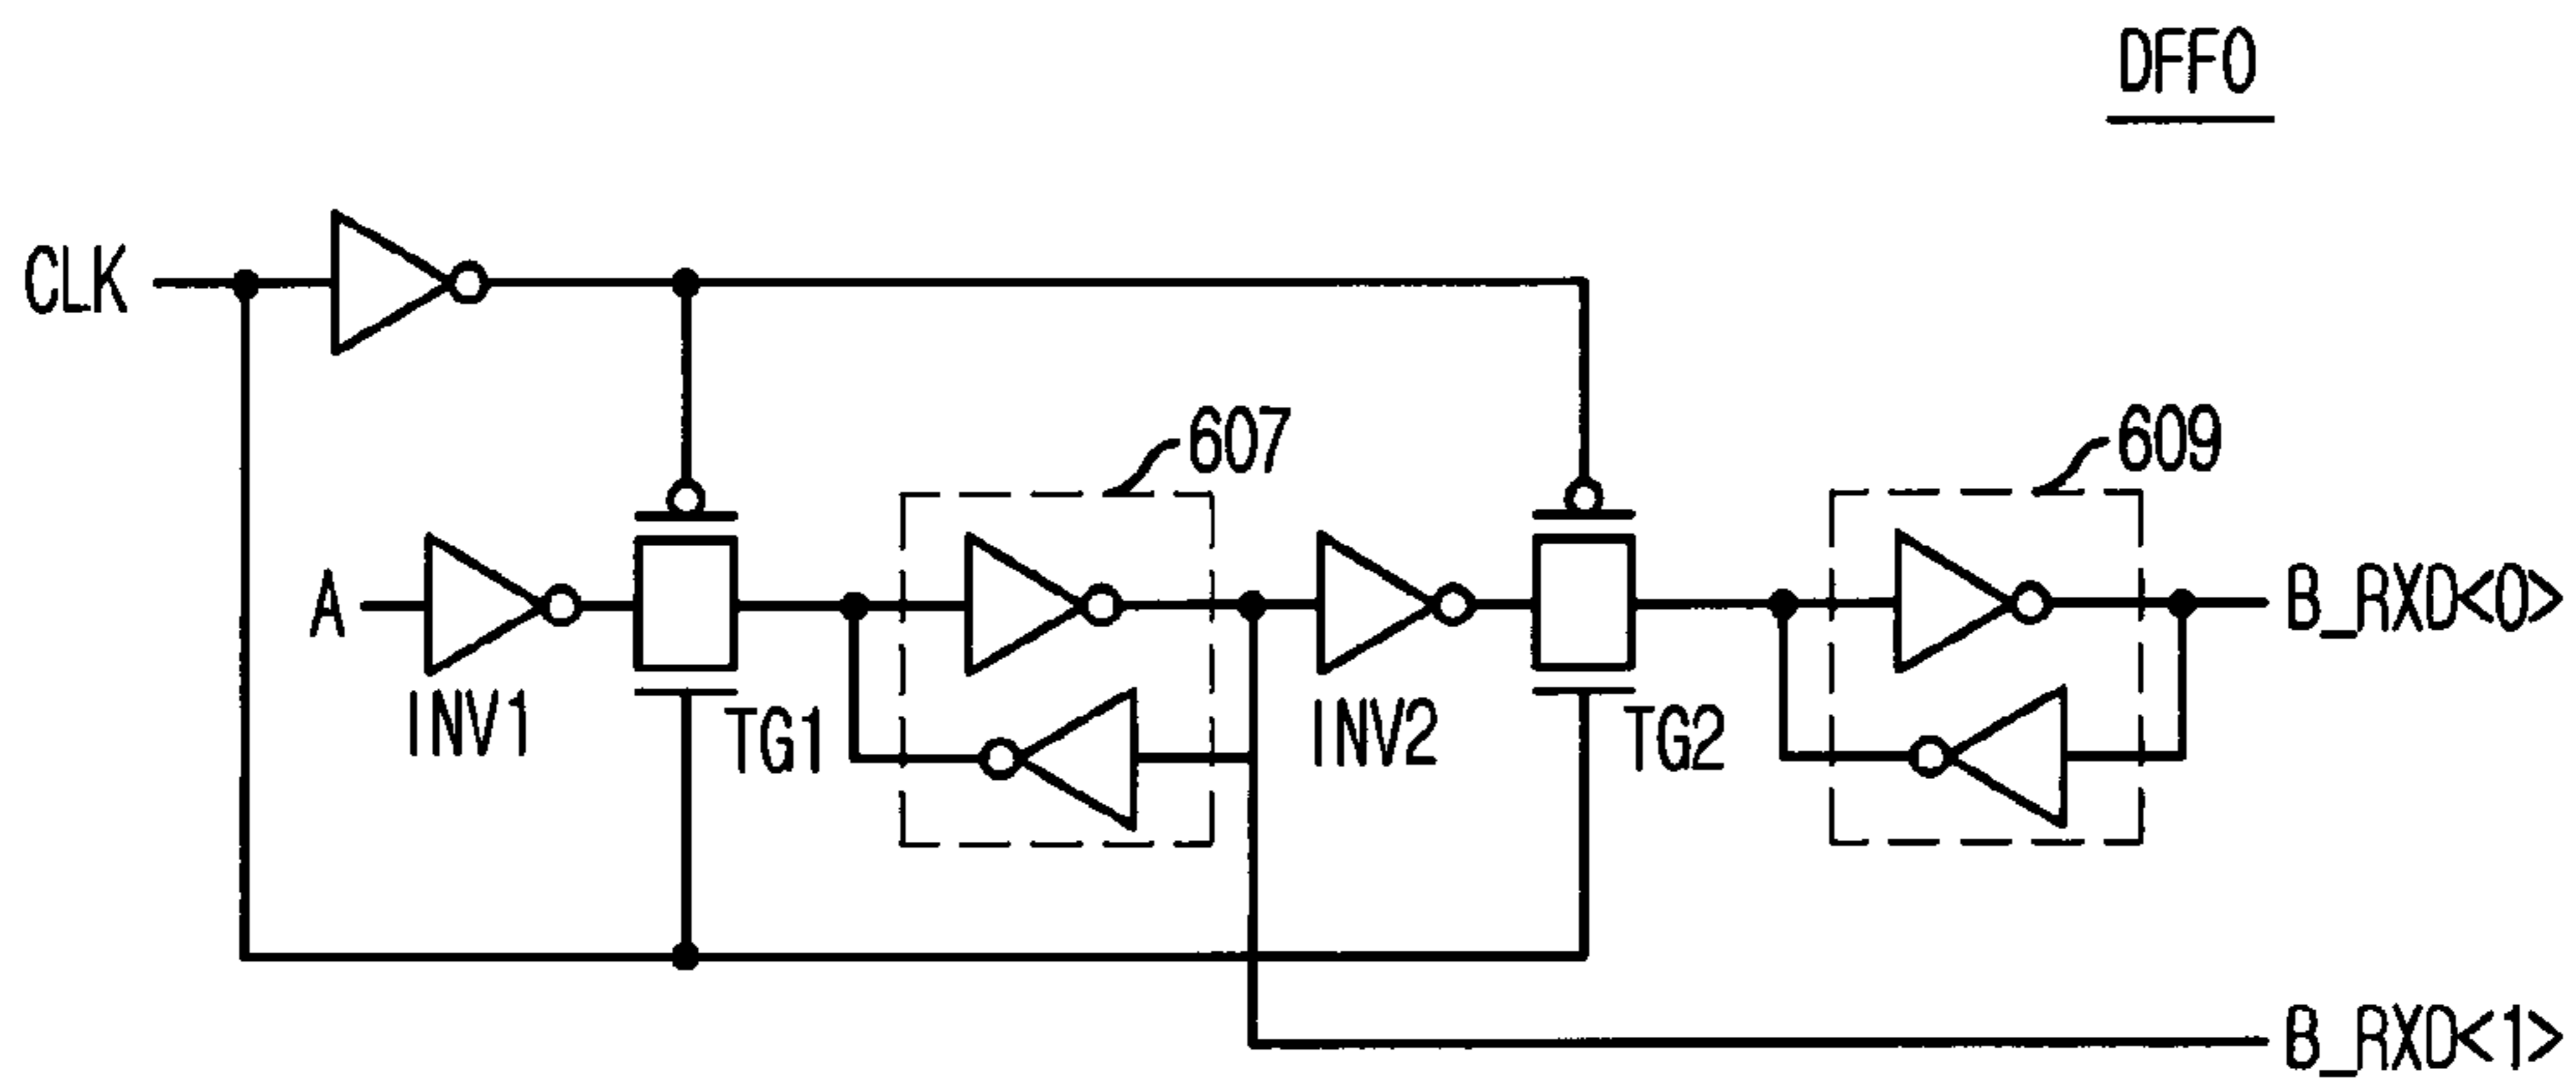 DFF0
CLK
607
609
A
B_RXD<0>
INV1
TG1
INV2
TG2
B_RXD<1>